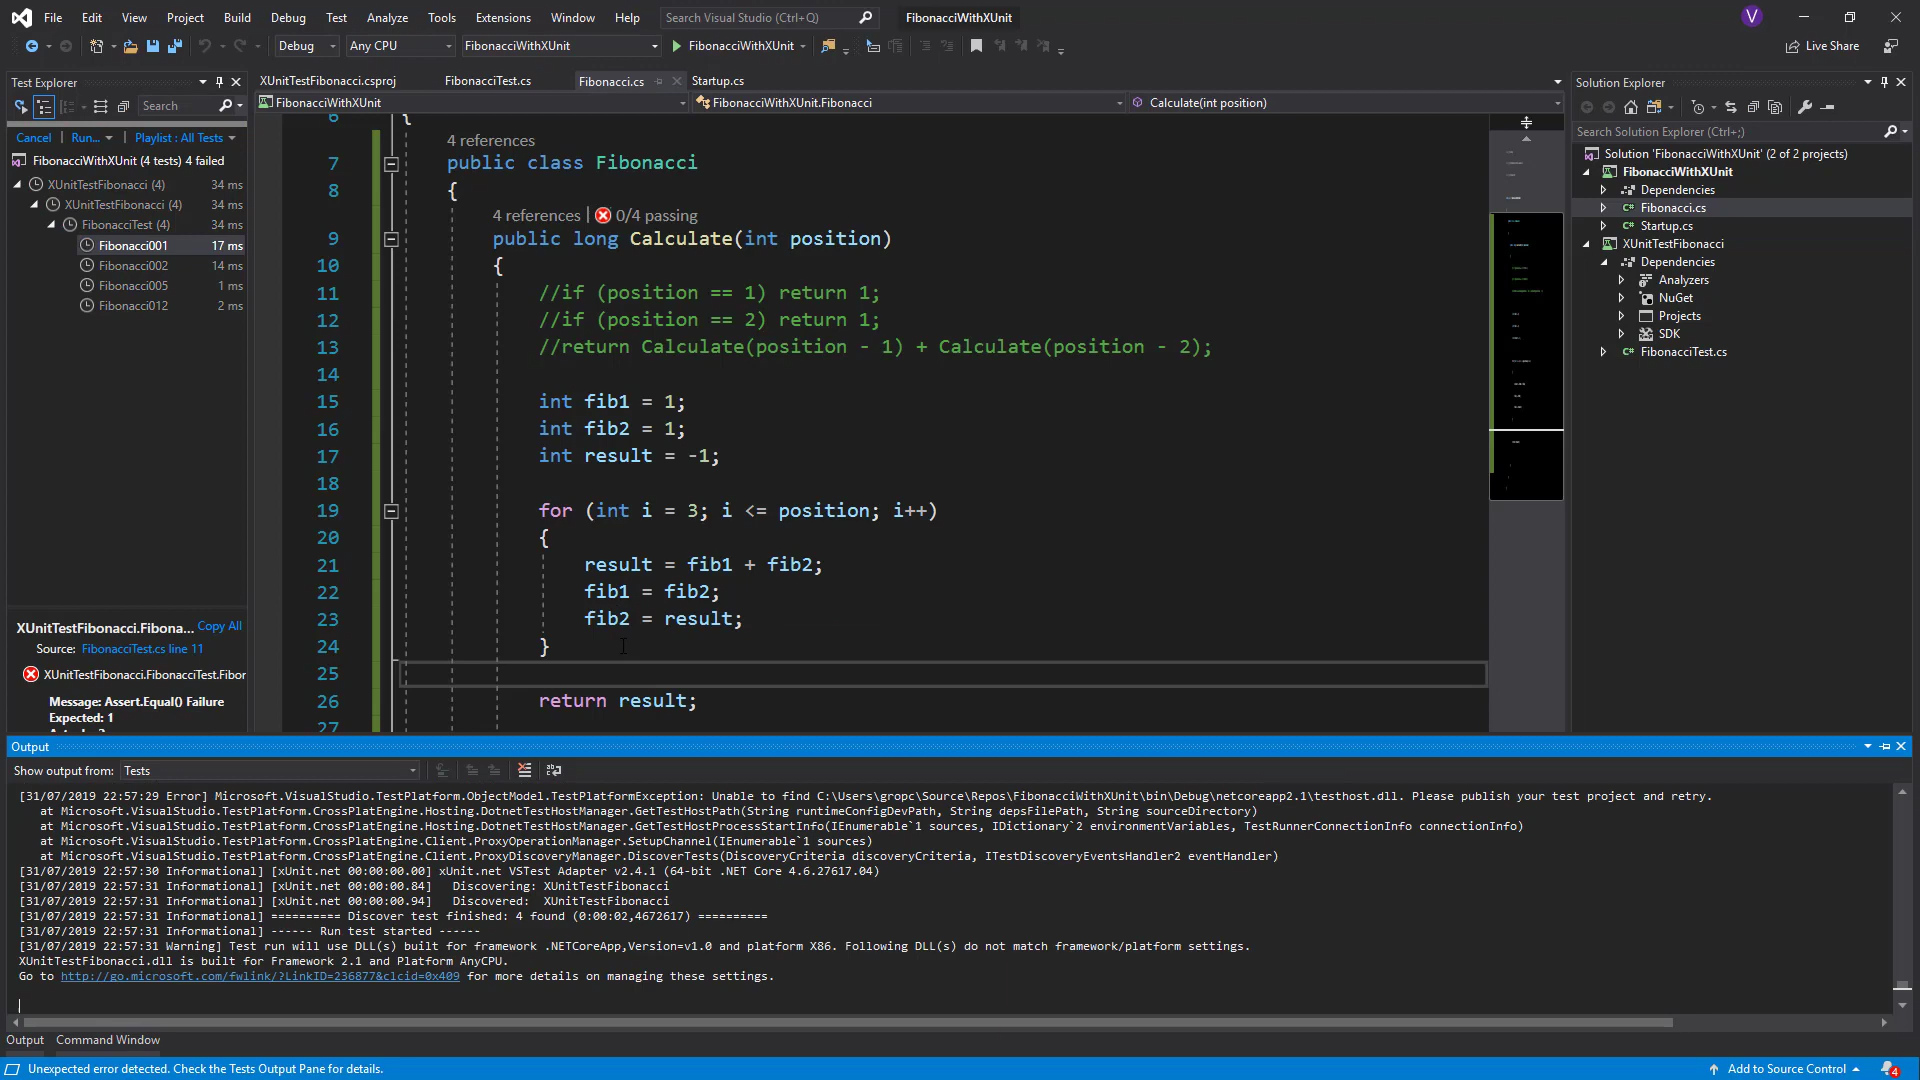 File Edit View Project Build Debug Test Analyze Tools Extensions Window Help Search Visual Studio (Ctrl+Q) FibonacciWithXUnit V
Debug Any CPU FibonacciWithXUnit FibonacciWithXUnit Live Share
Test Explorer
Search
Cancel Run... Playlist : All Tests
FibonacciWithXUnit (4 tests) 4 failed
XUnitTestFibonacci (4) 34 ms
XUnitTestFibonacci (4) 34 ms
FibonacciTest (4) 34 ms
Fibonacci001 17 ms
Fibonacci002 14 ms
Fibonacci005 1 ms
Fibonacci012 2 ms
XUnitTestFibonacci.Fibona... Copy All
Source: FibonacciTest.cs line 11
XUnitTestFibonacci.FibonacciTest.Fibor
Message: Assert.Equal() Failure
Expected: 1
XUnitTestFibonacci.csproj FibonacciTest.cs Fibonacci.cs Startup.cs
FibonacciWithXUnit FibonacciWithXUnit.Fibonacci Calculate(int position)
6 {
4 references
7 public class Fibonacci
8 {
4 references | 0/4 passing
9 public long Calculate(int position)
10 {
11 //if (position == 1) return 1;
12 //if (position == 2) return 1;
13 //return Calculate(position - 1) + Calculate(position - 2);
14
15 int fib1 = 1;
16 int fib2 = 1;
17 int result = -1;
18
19 for (int i = 3; i <= position; i++)
20 {
21 result = fib1 + fib2;
22 fib1 = fib2;
23 fib2 = result;
24 }
25
26 return result;
27
Solution Explorer
Search Solution Explorer (Ctrl+;)
Solution 'FibonacciWithXUnit' (2 of 2 projects)
FibonacciWithXUnit
Dependencies
C# Fibonacci.cs
C# Startup.cs
XUnitTestFibonacci
Dependencies
Analyzers
NuGet
Projects
SDK
C# FibonacciTest.cs
Output
Show output from: Tests
[31/07/2019 22:57:29 Error] Microsoft.VisualStudio.TestPlatform.ObjectModel.TestPlatformException: Unable to find C:\Users\gropc\Source\Repos\FibonacciWithXUnit\bin\Debug\netcoreapp2.1\testhost.dll. Please publish your test project and retry.
at Microsoft.VisualStudio.TestPlatform.CrossPlatEngine.Hosting.DotnetTestHostManager.GetTestHostPath(String runtimeConfigDevPath, String depsFilePath, String sourceDirectory)
at Microsoft.VisualStudio.TestPlatform.CrossPlatEngine.Hosting.DotnetTestHostManager.GetTestHostProcessStartInfo(IEnumerable`1 sources, IDictionary`2 environmentVariables, TestRunnerConnectionInfo connectionInfo)
at Microsoft.VisualStudio.TestPlatform.CrossPlatEngine.Client.ProxyOperationManager.SetupChannel(IEnumerable`1 sources)
at Microsoft.VisualStudio.TestPlatform.CrossPlatEngine.Client.ProxyDiscoveryManager.DiscoverTests(DiscoveryCriteria discoveryCriteria, ITestDiscoveryEventsHandler2 eventHandler)
[31/07/2019 22:57:30 Informational] [xUnit.net 00:00:00.00] xUnit.net VSTest Adapter v2.4.1 (64-bit .NET Core 4.6.27617.04)
[31/07/2019 22:57:31 Informational] [xUnit.net 00:00:00.84] Discovering: XUnitTestFibonacci
[31/07/2019 22:57:31 Informational] [xUnit.net 00:00:00.94] Discovered: XUnitTestFibonacci
[31/07/2019 22:57:31 Informational] ========== Discover test finished: 4 found (0:00:02,4672617) ==========
[31/07/2019 22:57:31 Informational] ------ Run test started ------
[31/07/2019 22:57:31 Warning] Test run will use DLL(s) built for framework .NETCoreApp,Version=v1.0 and platform X86. Following DLL(s) do not match framework/platform settings.
XUnitTestFibonacci.dll is built for Framework 2.1 and Platform AnyCPU.
Go to http://go.microsoft.com/fwlink/?LinkID=236877&clcid=0x409 for more details on managing these settings.
Output Command Window
Unexpected error detected. Check the Tests Output Pane for details. Add to Source Control 4